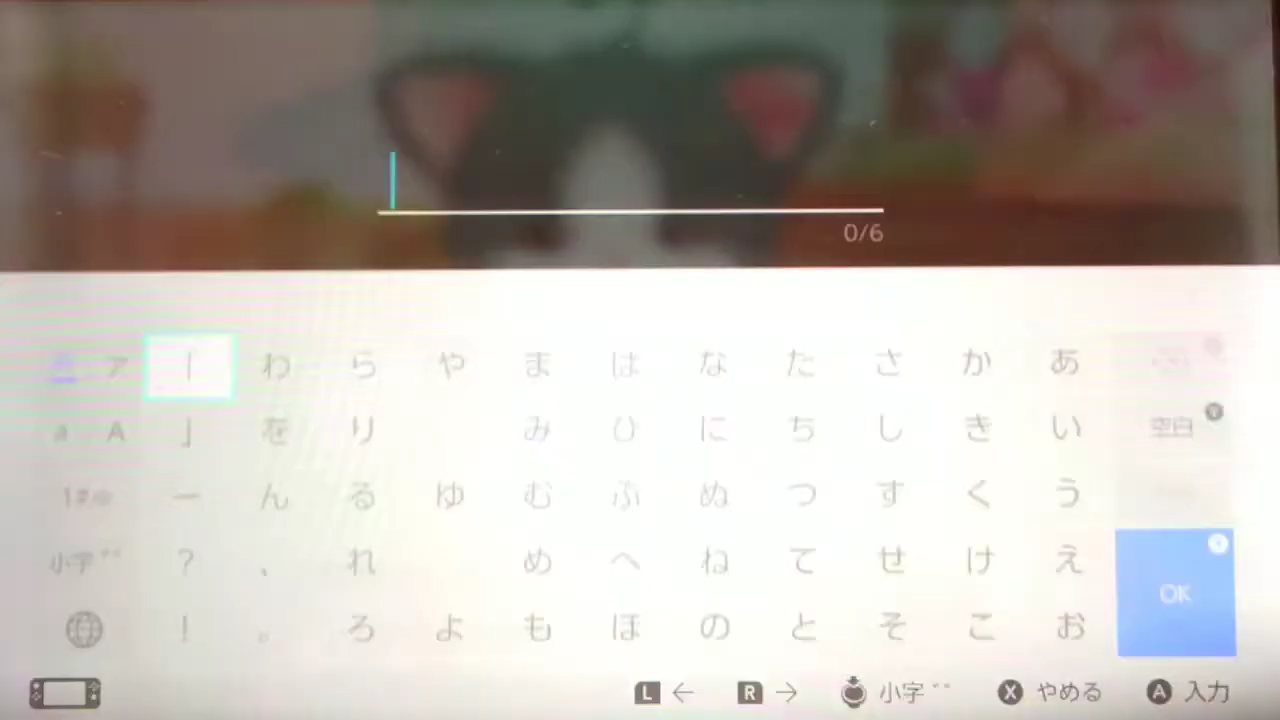 0/6
あ ア 「 わ ら や ま は な た さ か あ
a A 」 を り み ひ に ち し き い 空白
ー ん る ゆ む ふ ぬ つ す く う
小字 ゛゜ ? 、 れ め へ ね て せ け え OK
! 。 ろ よ も ほ の と そ こ お
L ← R → 小字 ゛゜ X やめる A 入力